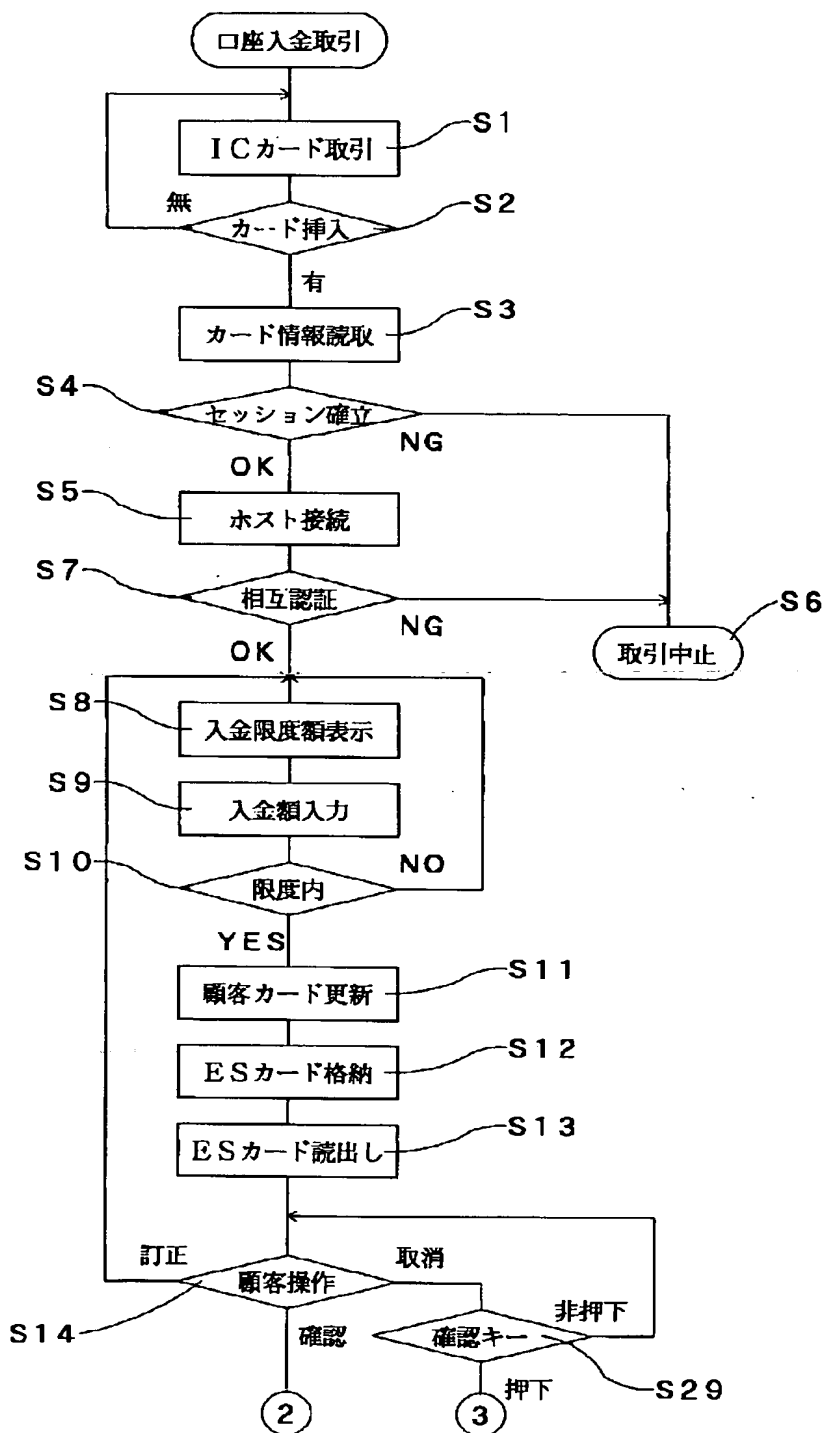 口座入金取引
S1
ICカード取引
無
S2
カード挿入
有
S3
カード情報読取
S4
セッション確立
NG
OK
S5
ホスト接続
S7
相互認証
NG
S6
OK
取引中止
S8
入金限度額表示
S9
入金額入力
S10
NO
限度内
YES
S11
顧客カード更新
S12
ESカード格納
S13
ESカード読出し
訂正
取消
顧客操作
非押下
S14
確認
確認キー
押下
S29
2
3